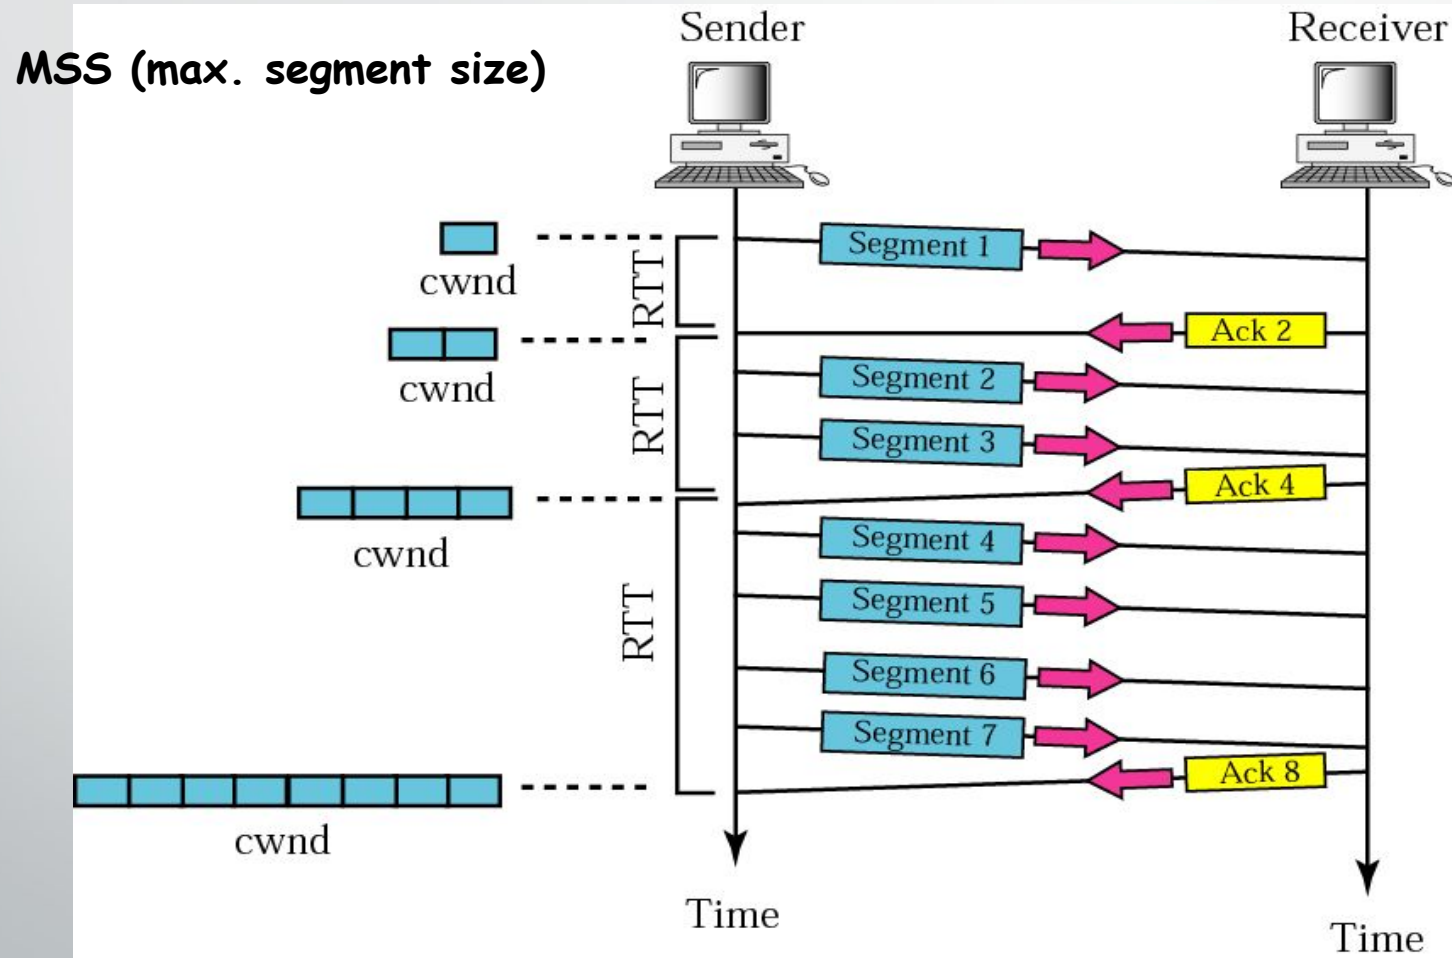 Sender
Receiver
MSS (max. segment size)
Segment 1
cwnd
RTT
Ack 2
Segment 2
cwnd
RTT
Segment 3
Ack 4
Segment 4
cwnd
Segment 5
RTT
Segment 6
Segment 7
Ack 8
cwnd
Time
Time